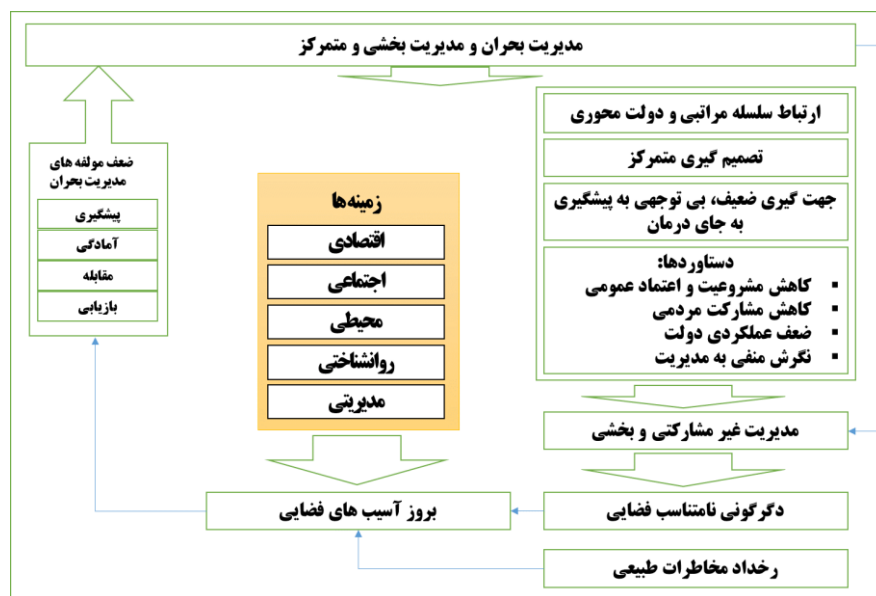 مدیریت بحران و مدیریت بخشی و متمرکز
ارتباط سلسله مراتبی و دولت محوری
تصمیم گیری متمرکز
جهت گیری ضعیف، بی توجهی به پیشگیری
به جای درمان
دستاوردها:
▪ کاهش مشروعیت و اعتماد عمومی
▪ کاهش مشارکت مردمی
▪ ضعف عملکردی دولت
▪ نگرش منفی به مدیریت
زمینه‌ها
اقتصادی
اجتماعی
محیطی
روانشناختی
مدیریتی
ضعف مولفه های
مدیریت بحران
پیشگیری
آمادگی
مقابله
بازیابی
مدیریت غیر مشارکتی و بخشی
دگرگونی نامتناسب فضایی
بروز آسیب های فضایی
رخداد مخاطرات طبیعی